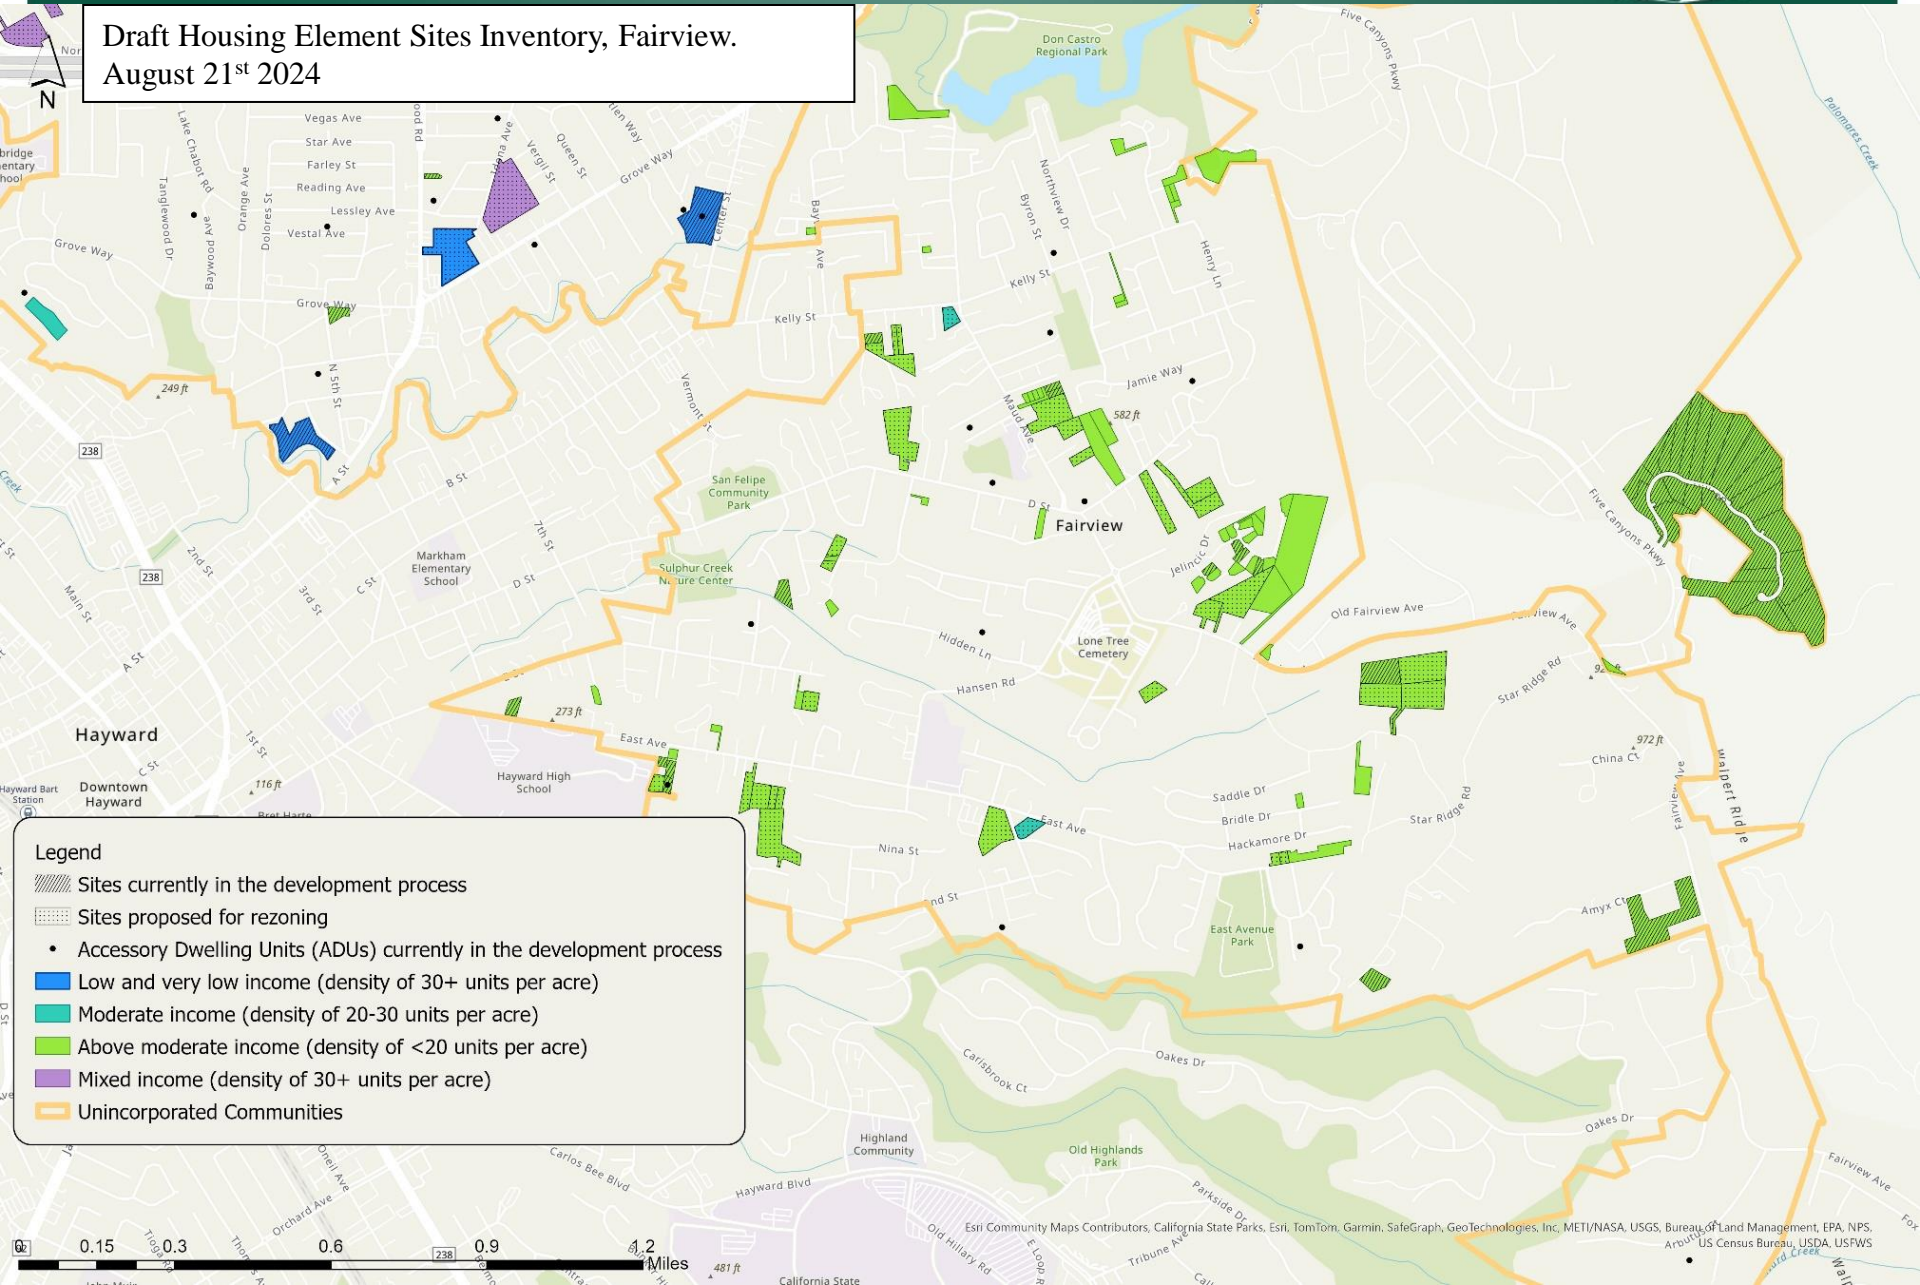 Draft Housing Element Sites Inventory, Fairview.
August 21st 2024
N
Don Castro
Regional Park
Five Canyons Pkwy
Palomares Creek
Vegas Ave
Star Ave
Farley St
Reading Ave
Lessley Ave
Vestal Ave
Lake Chabot Rd
Tanglewood Dr
Baywood Ave
Orange Ave
Dolores St
Grove Way
Grove Way
Grove Way
Vergil St
Queen St
Center St
N 5th St
A St
B St
249 ft
238
Bay
Ave
Kelly St
Kelly St
Byron St
Northview Dr
Henry Ln
Jamie Way
582 ft
Maud Ave
Vermont St
San Felipe
Community
Park
D St
Fairview
Jelincic Dr
Five Canyons Pkwy
Markham
Elementary
School
7th St
D St
2nd St
3rd St
C St
238
Main St
A St
Sulphur Creek
Nature Center
Hidden Ln
Hansen Rd
Lone Tree
Cemetery
Old Fairview Ave
Star Ridge Rd
972 ft
China Ct
Walpert Ridge
Hayward
1st St
C St
Downtown
Hayward
Hayward Bart
Station
116 ft
273 ft
East Ave
Hayward High
School
Saddle Dr
Bridle Dr
Hackamore Dr
Star Ridge Rd
East Ave
Nina St
East Avenue
Park
Amyx Ct
Legend
Sites currently in the development process
Sites proposed for rezoning
Accessory Dwelling Units (ADUs) currently in the development process
Low and very low income (density of 30+ units per acre)
Moderate income (density of 20-30 units per acre)
Above moderate income (density of <20 units per acre)
Mixed income (density of 30+ units per acre)
Unincorporated Communities
Carlsbrook Ct
Oakes Dr
Oakes Dr
Highland
Community
Old Highlands
Park
Hayward Blvd
Carlos Bee Blvd
Oneil Ave
Orchard Ave
Parkside Dr
Tribune Ave
Old Hillary Rd
E Loop R
Fairview Ave
481 ft
California State
238
0 0.15 0.3 0.6 0.9 1.2
Miles
Esri Community Maps Contributors, California State Parks, Esri, TomTom, Garmin, SafeGraph, GeoTechnologies, Inc, METI/NASA, USGS, Bureau of Land Management, EPA, NPS,
US Census Bureau, USDA, USFWS